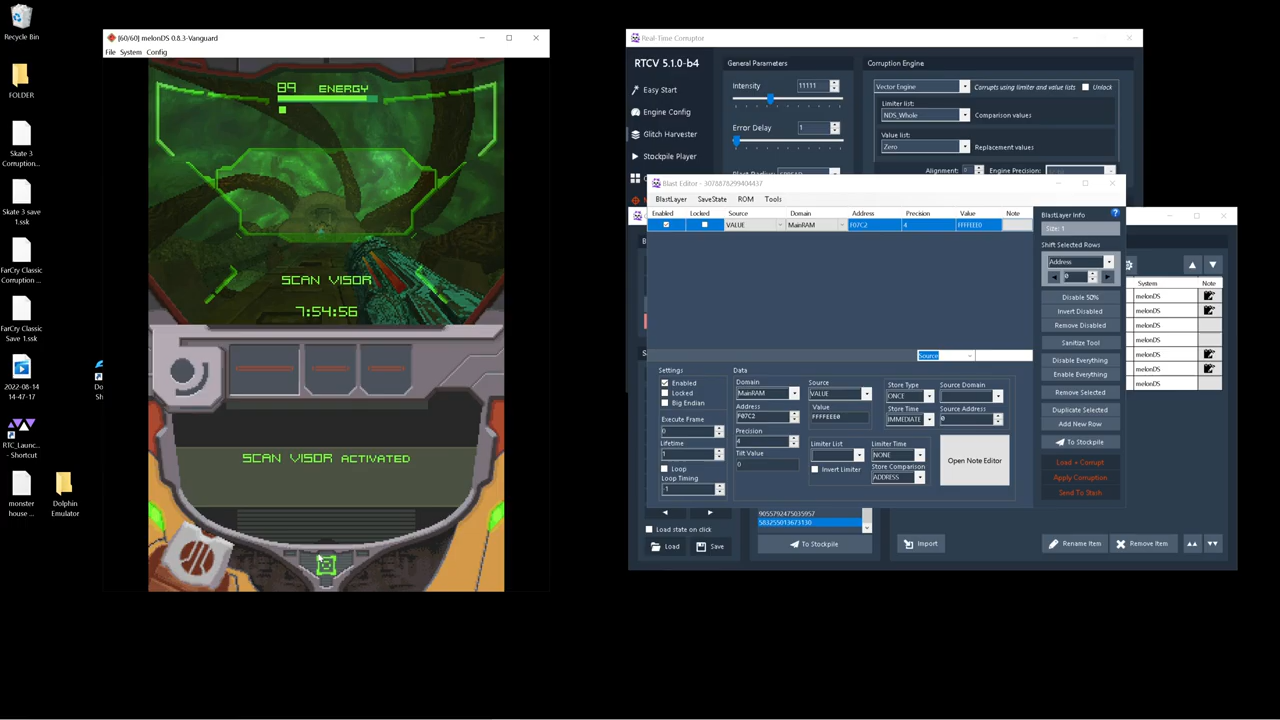 Recycle Bin
FOLDER
Skate 3
Corruption...
Skate 3 save
1.ssk
FarCry Classic
Corruption ...
FarCry Classic
Save 1.ssk
2022-08-14
14-47-17
RTC_Launc...
- Shortcut
monster
house ...
Dolphin
Emulator
[60/60] melonDS 0.8.3-Vanguard
File System Config
89 ENERGY
SCAN VISOR
7:54:56
SCAN VISOR ACTIVATED
Real-Time Corruptor
RTCV 5.1.0-b4
Easy Start
Engine Config
Glitch Harvester
Stockpile Player
General Parameters
Intensity 11111
Error Delay 1
Corruption Engine
Vector Engine Corrupts using limiter and value lists Unlock
Limiter list:
NDS_Whole Comparison values
Value list:
Zero Replacement values
Blast Editor - 3078878299404437
BlastLayer SaveState ROM Tools
Enabled Locked Source Domain Address Precision Value Note
VALUE MainRAM F07C2 4 FFFFEEE0
BlastLayer Info
Size: 1
Shift Selected Rows
Address
0
Disable 50%
Invert Disabled
Remove Disabled
Sanitize Tool
Disable Everything
Enable Everything
Remove Selected
Duplicate Selected
Add New Row
To Stockpile
Load + Corrupt
Apply Corruption
Send To Stash
Source
Settings
Enabled
Locked
Big Endian
Execute Frame
0
Lifetime
1
Loop
Loop Timing
-1
Data
Domain
MainRAM
Address
F07C2
Precision
4
Tilt Value
0
Source
VALUE
Value
FFFFEEE0
Limiter List
Invert Limiter
Store Type
ONCE
Store Time
IMMEDIATE
Limiter Time
NONE
Store Comparison
ADDRESS
Source Domain
Source Address
0
Open Note Editor
System Note
melonDS
melonDS
melonDS
melonDS
melonDS
melonDS
melonDS
Load state on click
Load Save
9055792475035957
583255013673130
To Stockpile
Import
Rename Item Remove Item